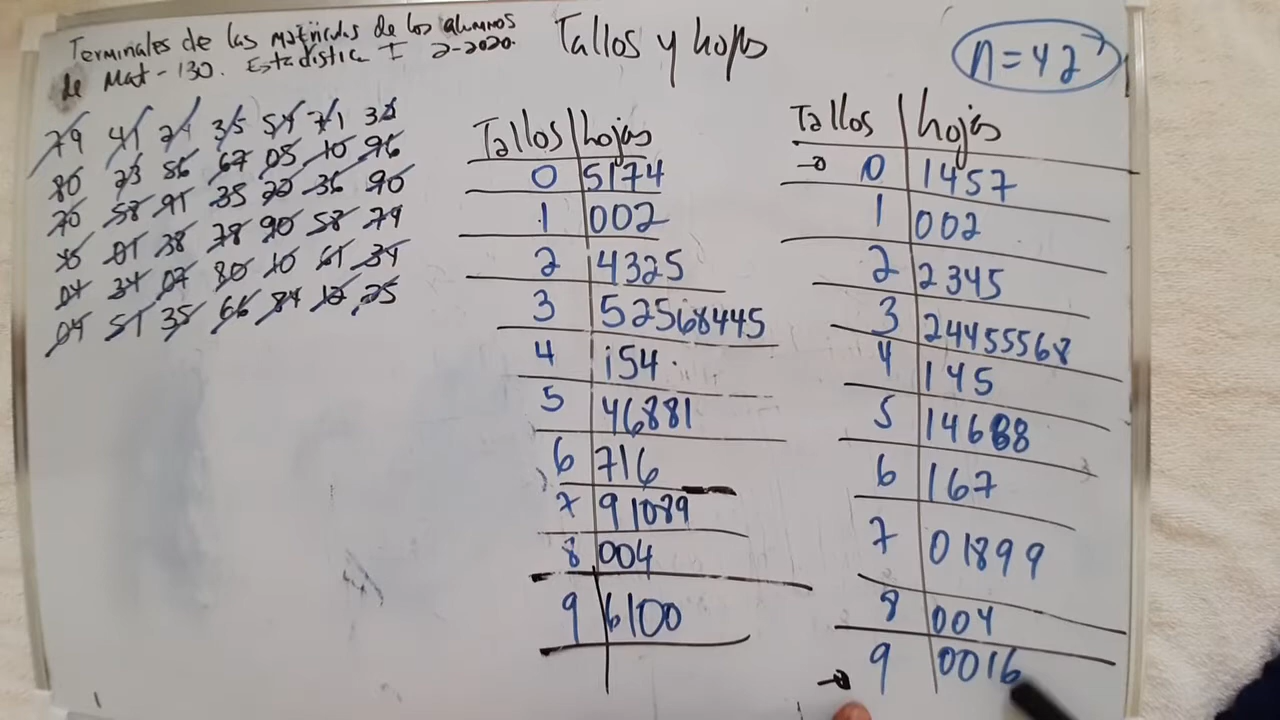 Terminales de las matrículas de los alumnos
de Mat-130. Estadística I 2-2020.
Tallos y hojas
n=42
79 41 24 35 54 71 32
80 23 56 67 05 10 96
70 58 91 35 22 36 90
01 38 78 90 58 79
04 34 07 80 10 61 34
51 35 66 84 12 25
Tallos hojas
0 5174
1 002
2 4325
3 52568445
4 154
5 46881
6 716
7 91089
8 004
9 6100
Tallos hojas
→ 0 1457
1 002
2 2345
3 24455568
4 145
5 14688
6 167
7 01899
8 004
→ 9 0016